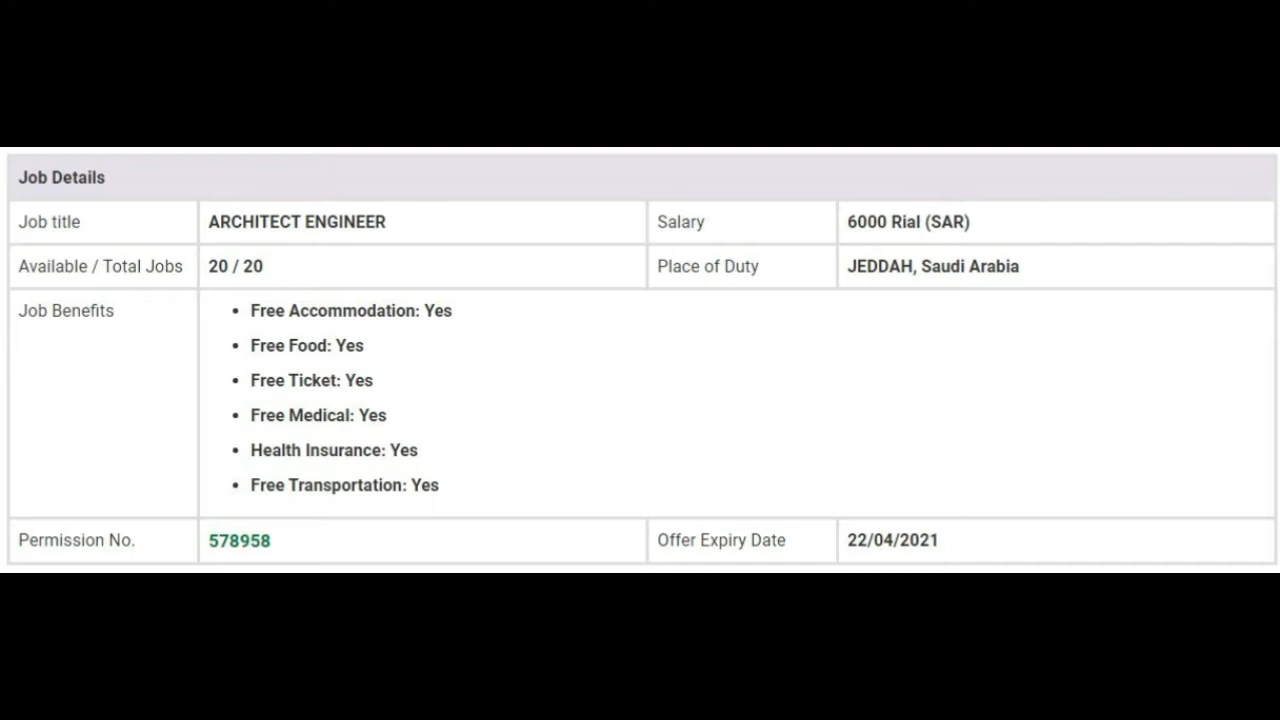 Job Details
Job title ARCHITECT ENGINEER Salary 6000 Rial (SAR)
Available / Total Jobs 20 / 20 Place of Duty JEDDAH, Saudi Arabia
Job Benefits • Free Accommodation: Yes
• Free Food: Yes
• Free Ticket: Yes
• Free Medical: Yes
• Health Insurance: Yes
• Free Transportation: Yes
Permission No. 578958 Offer Expiry Date 22/04/2021